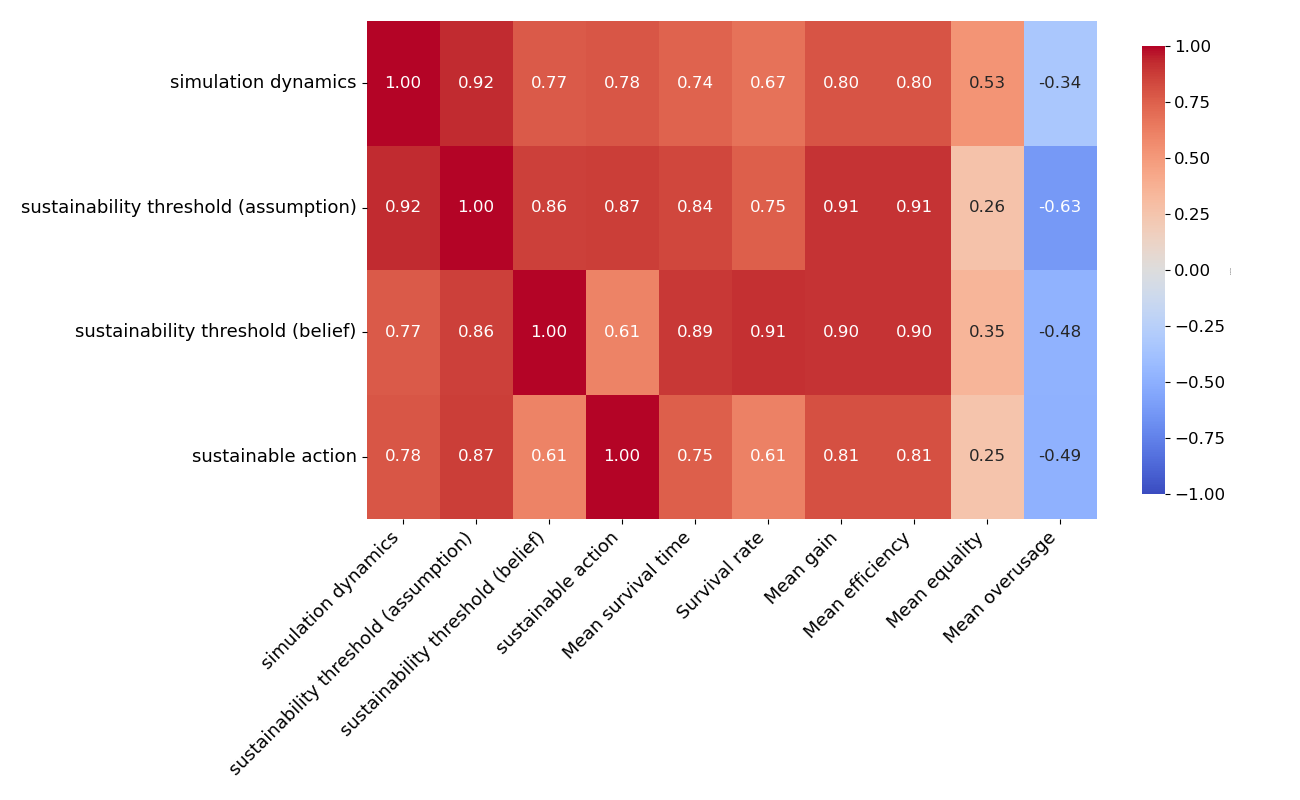 simulation dynamics 1.00 0.92 0.77 0.78 0.74 0.67 0.80 0.80 0.53 -0.34
sustainability threshold (assumption) 0.92 1.00 0.86 0.87 0.84 0.75 0.91 0.91 0.26 -0.63
sustainability threshold (belief) 0.77 0.86 1.00 0.61 0.89 0.91 0.90 0.90 0.35 -0.48
sustainable action 0.78 0.87 0.61 1.00 0.75 0.61 0.81 0.81 0.25 -0.49
simulation dynamics
sustainability threshold (assumption)
sustainability threshold (belief)
sustainable action
Mean survival time
Survival rate
Mean gain
Mean efficiency
Mean equality
Mean overusage
1.00
0.75
0.50
0.25
0.00
−0.25
−0.50
−0.75
−1.00